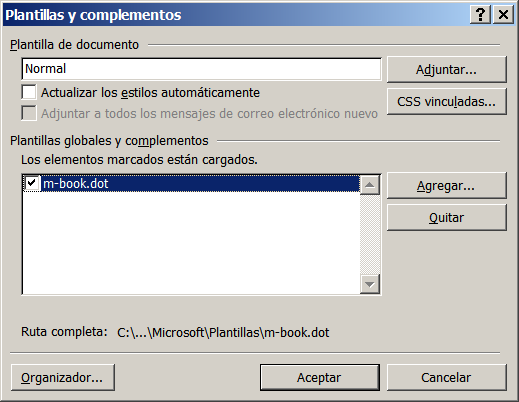 Plantillas y complementos
Plantilla de documento
Normal
Adjuntar...
Actualizar los estilos automáticamente
CSS vinculadas...
Adjuntar a todos los mensajes de correo electrónico nuevo
Plantillas globales y complementos
Los elementos marcados están cargados.
m-book.dot
Agregar...
Quitar
Ruta completa: C:\...\Microsoft\Plantillas\m-book.dot
Organizador...
Aceptar
Cancelar